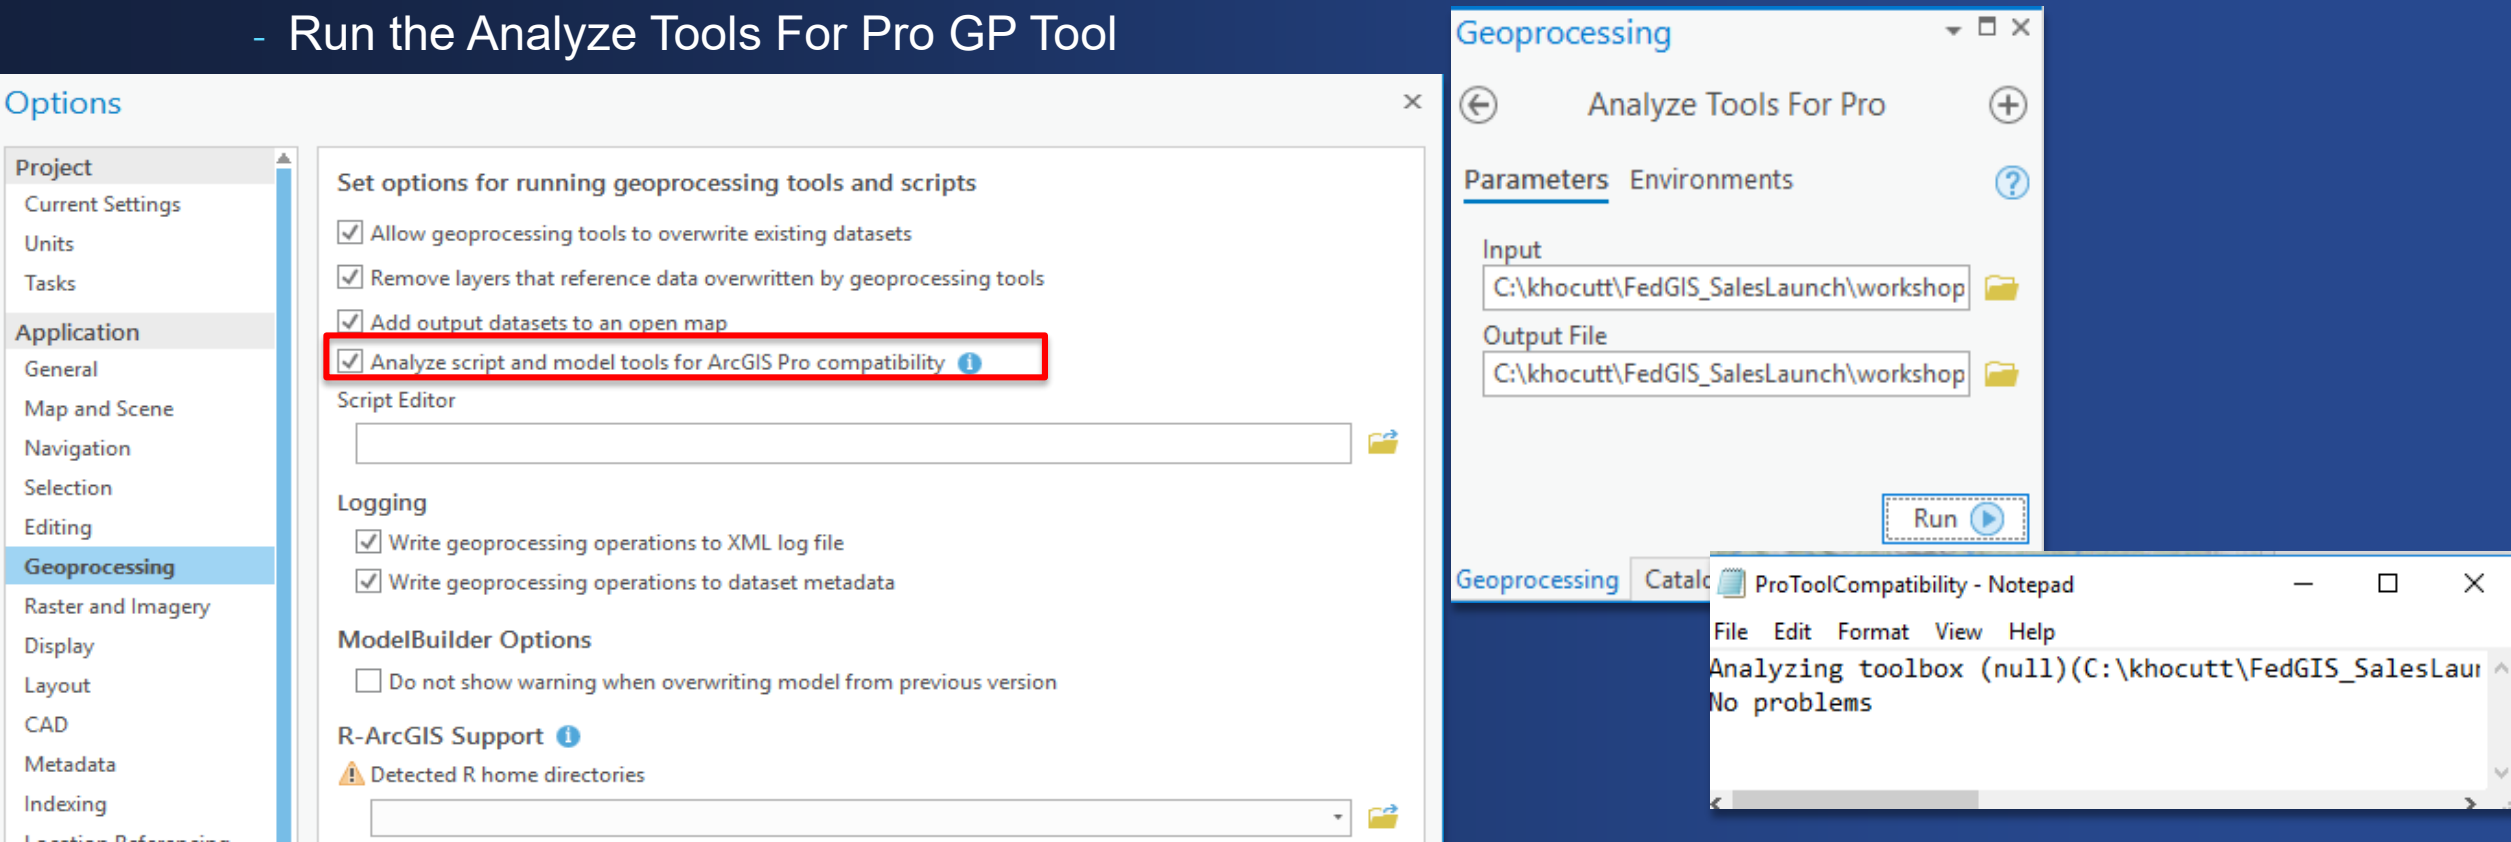 - Run the Analyze Tools For Pro GP Tool
Options
Project
Current Settings
Units
Tasks
Application
General
Map and Scene
Navigation
Selection
Editing
Geoprocessing
Raster and Imagery
Display
Layout
CAD
Metadata
Indexing
Location Referencing
Set options for running geoprocessing tools and scripts
Allow geoprocessing tools to overwrite existing datasets
Remove layers that reference data overwritten by geoprocessing tools
Add output datasets to an open map
Analyze script and model tools for ArcGIS Pro compatibility
Script Editor
Logging
Write geoprocessing operations to XML log file
Write geoprocessing operations to dataset metadata
ModelBuilder Options
Do not show warning when overwriting model from previous version
R-ArcGIS Support
Detected R home directories
Geoprocessing
Analyze Tools For Pro
Parameters Environments
Input
C:\khocutt\FedGIS_SalesLaunch\workshop
Output File
C:\khocutt\FedGIS_SalesLaunch\workshop
Run
Geoprocessing Catalo
ProToolCompatibility - Notepad
File Edit Format View Help
Analyzing toolbox (null)(C:\khocutt\FedGIS_SalesLaun
No problems